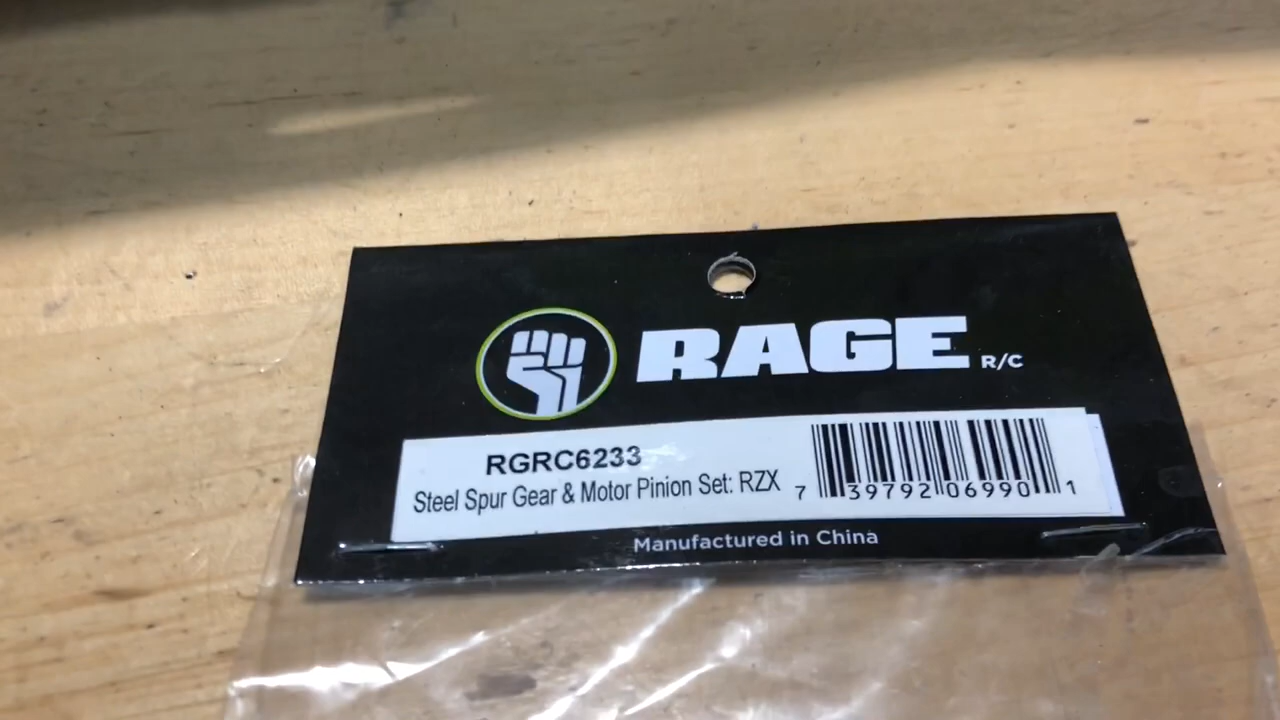 RAGE R/C
RGRC6233
Steel Spur Gear & Motor Pinion Set: RZX
7 39792 06990 1
Manufactured in China